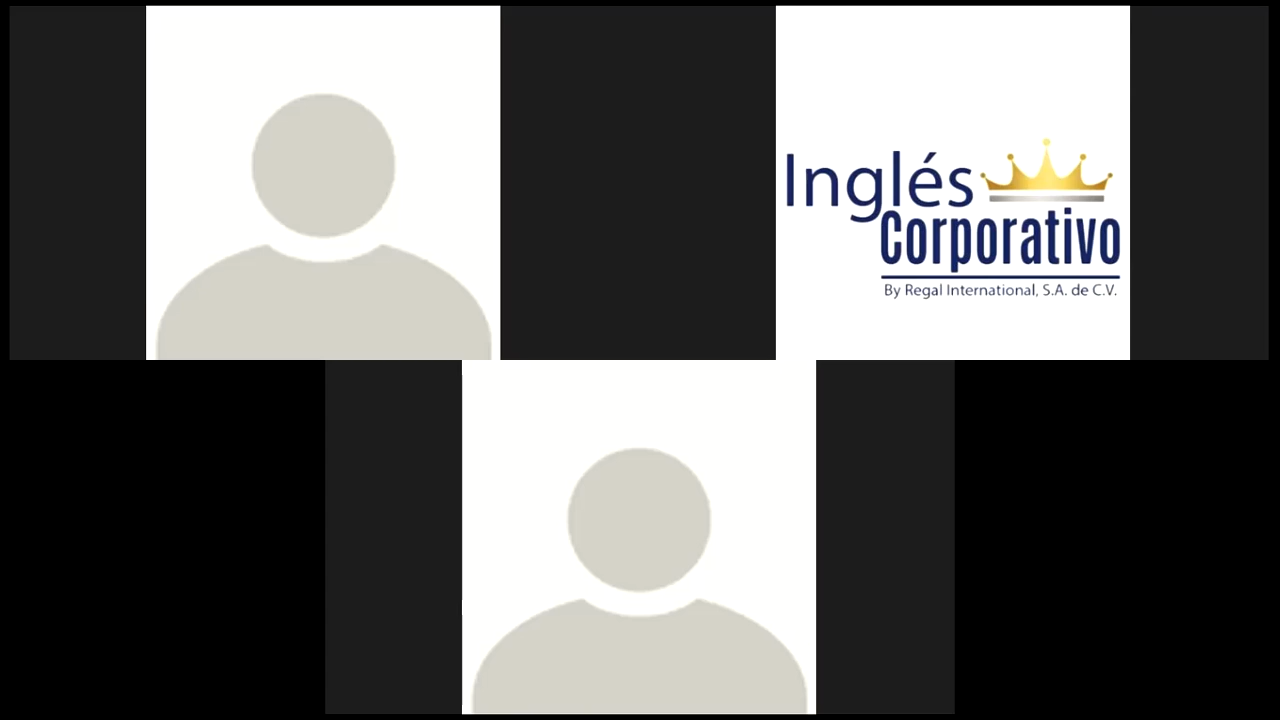 Inglés
Corporativo
By Regal International, S.A. de C.V.